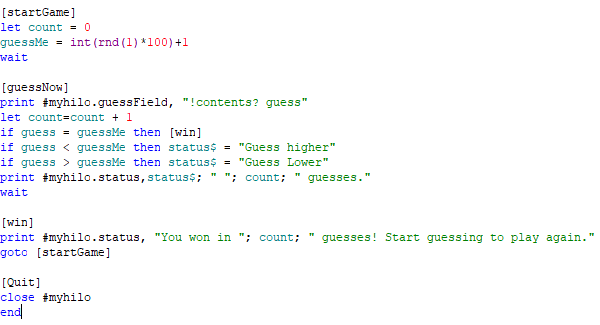 [startGame]
let count = 0
guessMe = int(rnd(1)*100)+1
wait
[guessNow]
print #myhilo.guessField, "!contents? guess"
let count=count + 1
if guess = guessMe then [win]
if guess < guessMe then status$ = "Guess higher"
if guess > guessMe then status$ = "Guess Lower"
print #myhilo.status,status$; " "; count; " guesses."
wait
[win]
print #myhilo.status, "You won in "; count; " guesses! Start guessing to play again."
goto [startGame]
[Quit]
close #myhilo
end